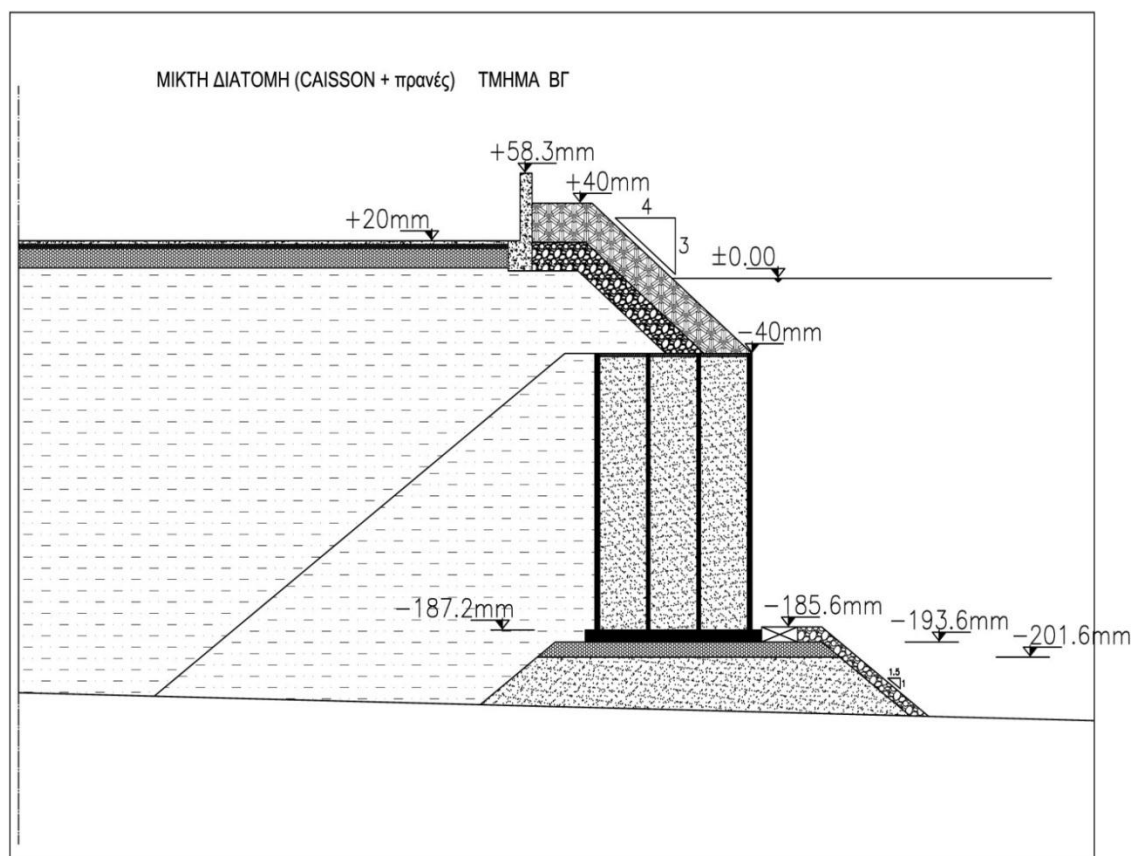 ΜΙΚΤΗ ΔΙΑΤΟΜΗ (CAISSON + πρανές) ΤΜΗΜΑ ΒΓ
+58.3mm
+40mm
4
3
+20mm
±0.00
-40mm
-187.2mm
-185.6mm
-193.6mm
-201.6mm
1.5
1